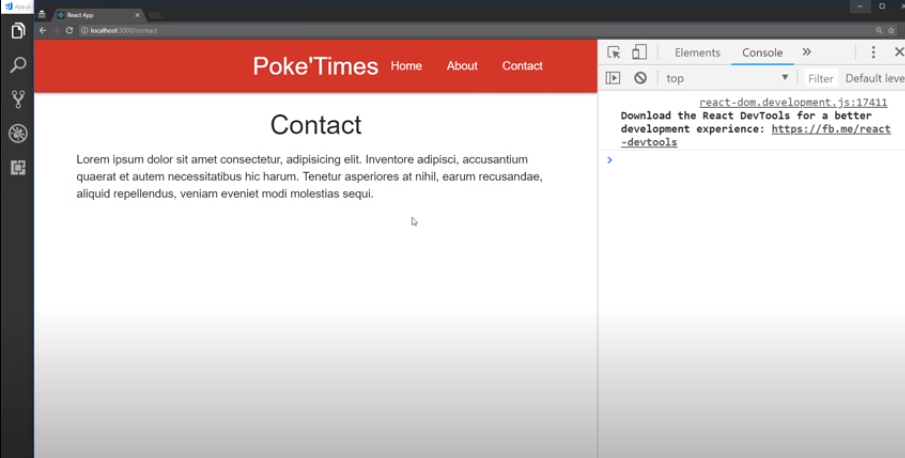 React App
localhost:3000/contact
Poke'Times Home About Contact
Contact
Lorem ipsum dolor sit amet consectetur, adipisicing elit. Inventore adipisci, accusantium
quaerat et autem necessitatibus hic harum. Tenetur asperiores at nihil, earum recusandae,
aliquid repellendus, veniam eveniet modi molestias sequi.
Elements Console
top Filter Default leve
react-dom.development.js:17411
Download the React DevTools for a better
development experience: https://fb.me/react
-devtools